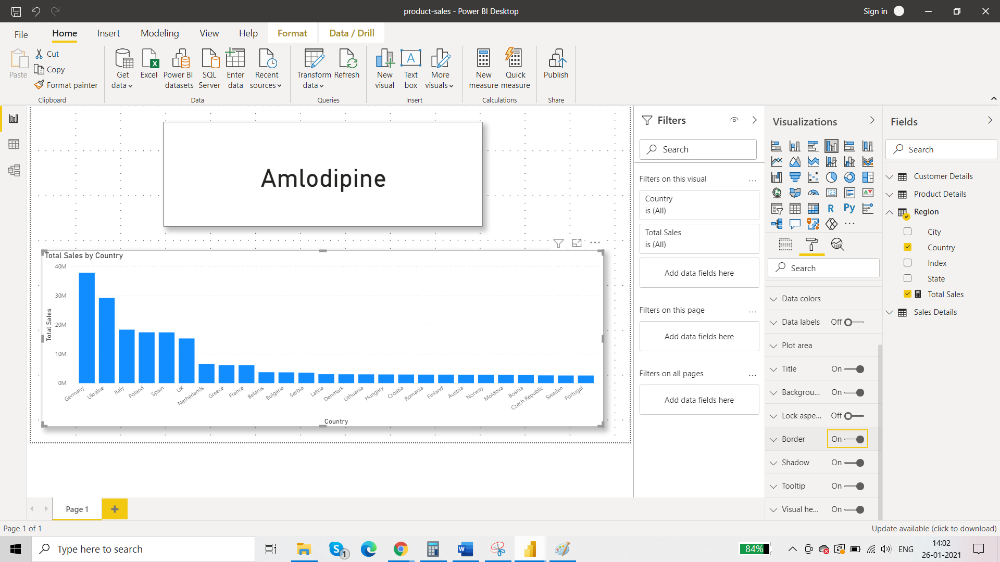 product-sales - Power BI Desktop
Sign in
File
Home
Insert
Modeling
View
Help
Format
Data / Drill
Paste
Cut
Copy
Format painter
Clipboard
Get data
Excel
Power BI datasets
SQL Server
Enter data
Recent sources
Data
Transform data
Refresh
Queries
New visual
Text box
More visuals
Insert
New measure
Quick measure
Calculations
Publish
Share
Amlodipine
Total Sales by Country
Total Sales
40M
30M
20M
10M
0M
Germany
Ukraine
Italy
Poland
Spain
UK
Netherlands
Greece
France
Belarus
Bulgaria
Serbia
Latvia
Denmark
Lithuania
Hungary
Croatia
Romania
Finland
Austria
Norway
Moldova
Bosnia
Czech Republic
Sweden
Portugal
Country
Filters
Search
Filters on this visual
...
Country
is (All)
Total Sales
is (All)
Add data fields here
Filters on this page
...
Add data fields here
Filters on all pages
...
Add data fields here
Visualizations
123
R
Py
...
Search
Data colors
Data labels Off
Plot area
Title On
Backgrou... On
Lock aspe... Off
Border On
Shadow On
Tooltip On
Visual he... On
Fields
Search
Customer Details
Product Details
Region
City
Country
Index
State
Total Sales
Sales Details
Page 1
Page 1 of 1
Update available (click to download)
Type here to search
1
84%
ENG
14:02
26-01-2021